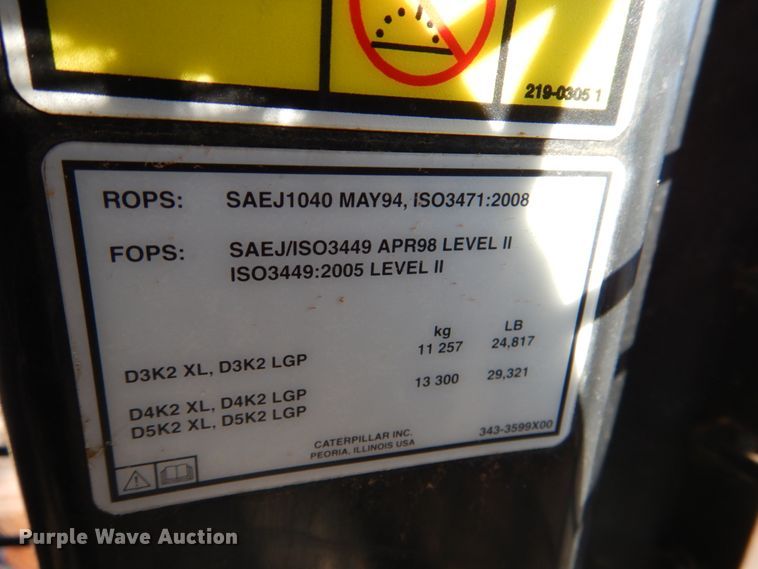 219-0305 1
ROPS: SAEJ1040 MAY94, ISO3471:2008
FOPS: SAEJ/ISO3449 APR98 LEVEL II
ISO3449:2005 LEVEL II
kg LB
D3K2 XL, D3K2 LGP 11 257 24,817
D4K2 XL, D4K2 LGP 13 300 29,321
D5K2 XL, D5K2 LGP
CATERPILLAR INC.
PEORIA, ILLINOIS USA
343-3599X00
Purple Wave Auction